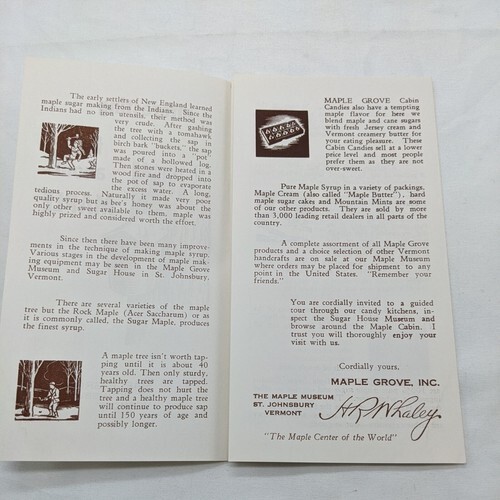 The early settlers of New England learned
maple sugar making from the Indians. Since the
Indians had no iron utensils, their method was
very crude. After gashing
the tree with a tomahawk
and collecting the sap in
birch bark "buckets," the sap
was poured into a "pot"
made of a hollowed log.
Then stones were heated in a
wood fire and dropped into
the pot of sap to evaporate
the excess water. A long,
tedious process. Naturally it made very poor
quality syrup but as bee's honey was about the
only other sweet available to them, maple was
highly prized and considered worth the effort.
Since then there have been many improve-
ments in the technique of making maple syrup.
Various stages in the development of maple mak-
ing equipment may be seen in the Maple Grove
Museum and Sugar House in St. Johnsbury,
Vermont.
There are several varieties of the maple
tree but the Rock Maple (Acer Saccharum) or as
it is commonly called, the Sugar Maple, produces
the finest syrup.
A maple tree isn't worth tap-
ping until it is about 40
years old. Then only sturdy,
healthy trees are tapped.
Tapping does not hurt the
tree and a healthy maple tree
will continue to produce sap
until 150 years of age and
possibly longer.
MAPLE GROVE Cabin
Candies also have a tempting
maple flavor for here we
blend maple and cane sugars
with fresh Jersey cream and
Vermont creamery butter for
your eating pleasure. These
Cabin Candies sell at a lower
price level and most people
prefer them as they are not
over-sweet.
Pure Maple Syrup in a variety of packings,
Maple Cream (also called "Maple Butter"), hard
maple sugar cakes and Mountain Mints are some
of our other products. They are sold by more
than 3,000 leading retail dealers in all parts of the
country.
A complete assortment of all Maple Grove
products and a choice selection of other Vermont
handcrafts are on sale at our Maple Museum
where orders may be placed for shipment to any
point in the United States. "Remember your
friends."
You are cordially invited to a guided
tour through our candy kitchens, in-
spect the Sugar House Museum and
browse around the Maple Cabin. I
trust you will thoroughly enjoy your
visit with us.
Cordially yours,
MAPLE GROVE, INC.
THE MAPLE MUSEUM
ST. JOHNSBURY
VERMONT
H R Whaley
"The Maple Center of the World"